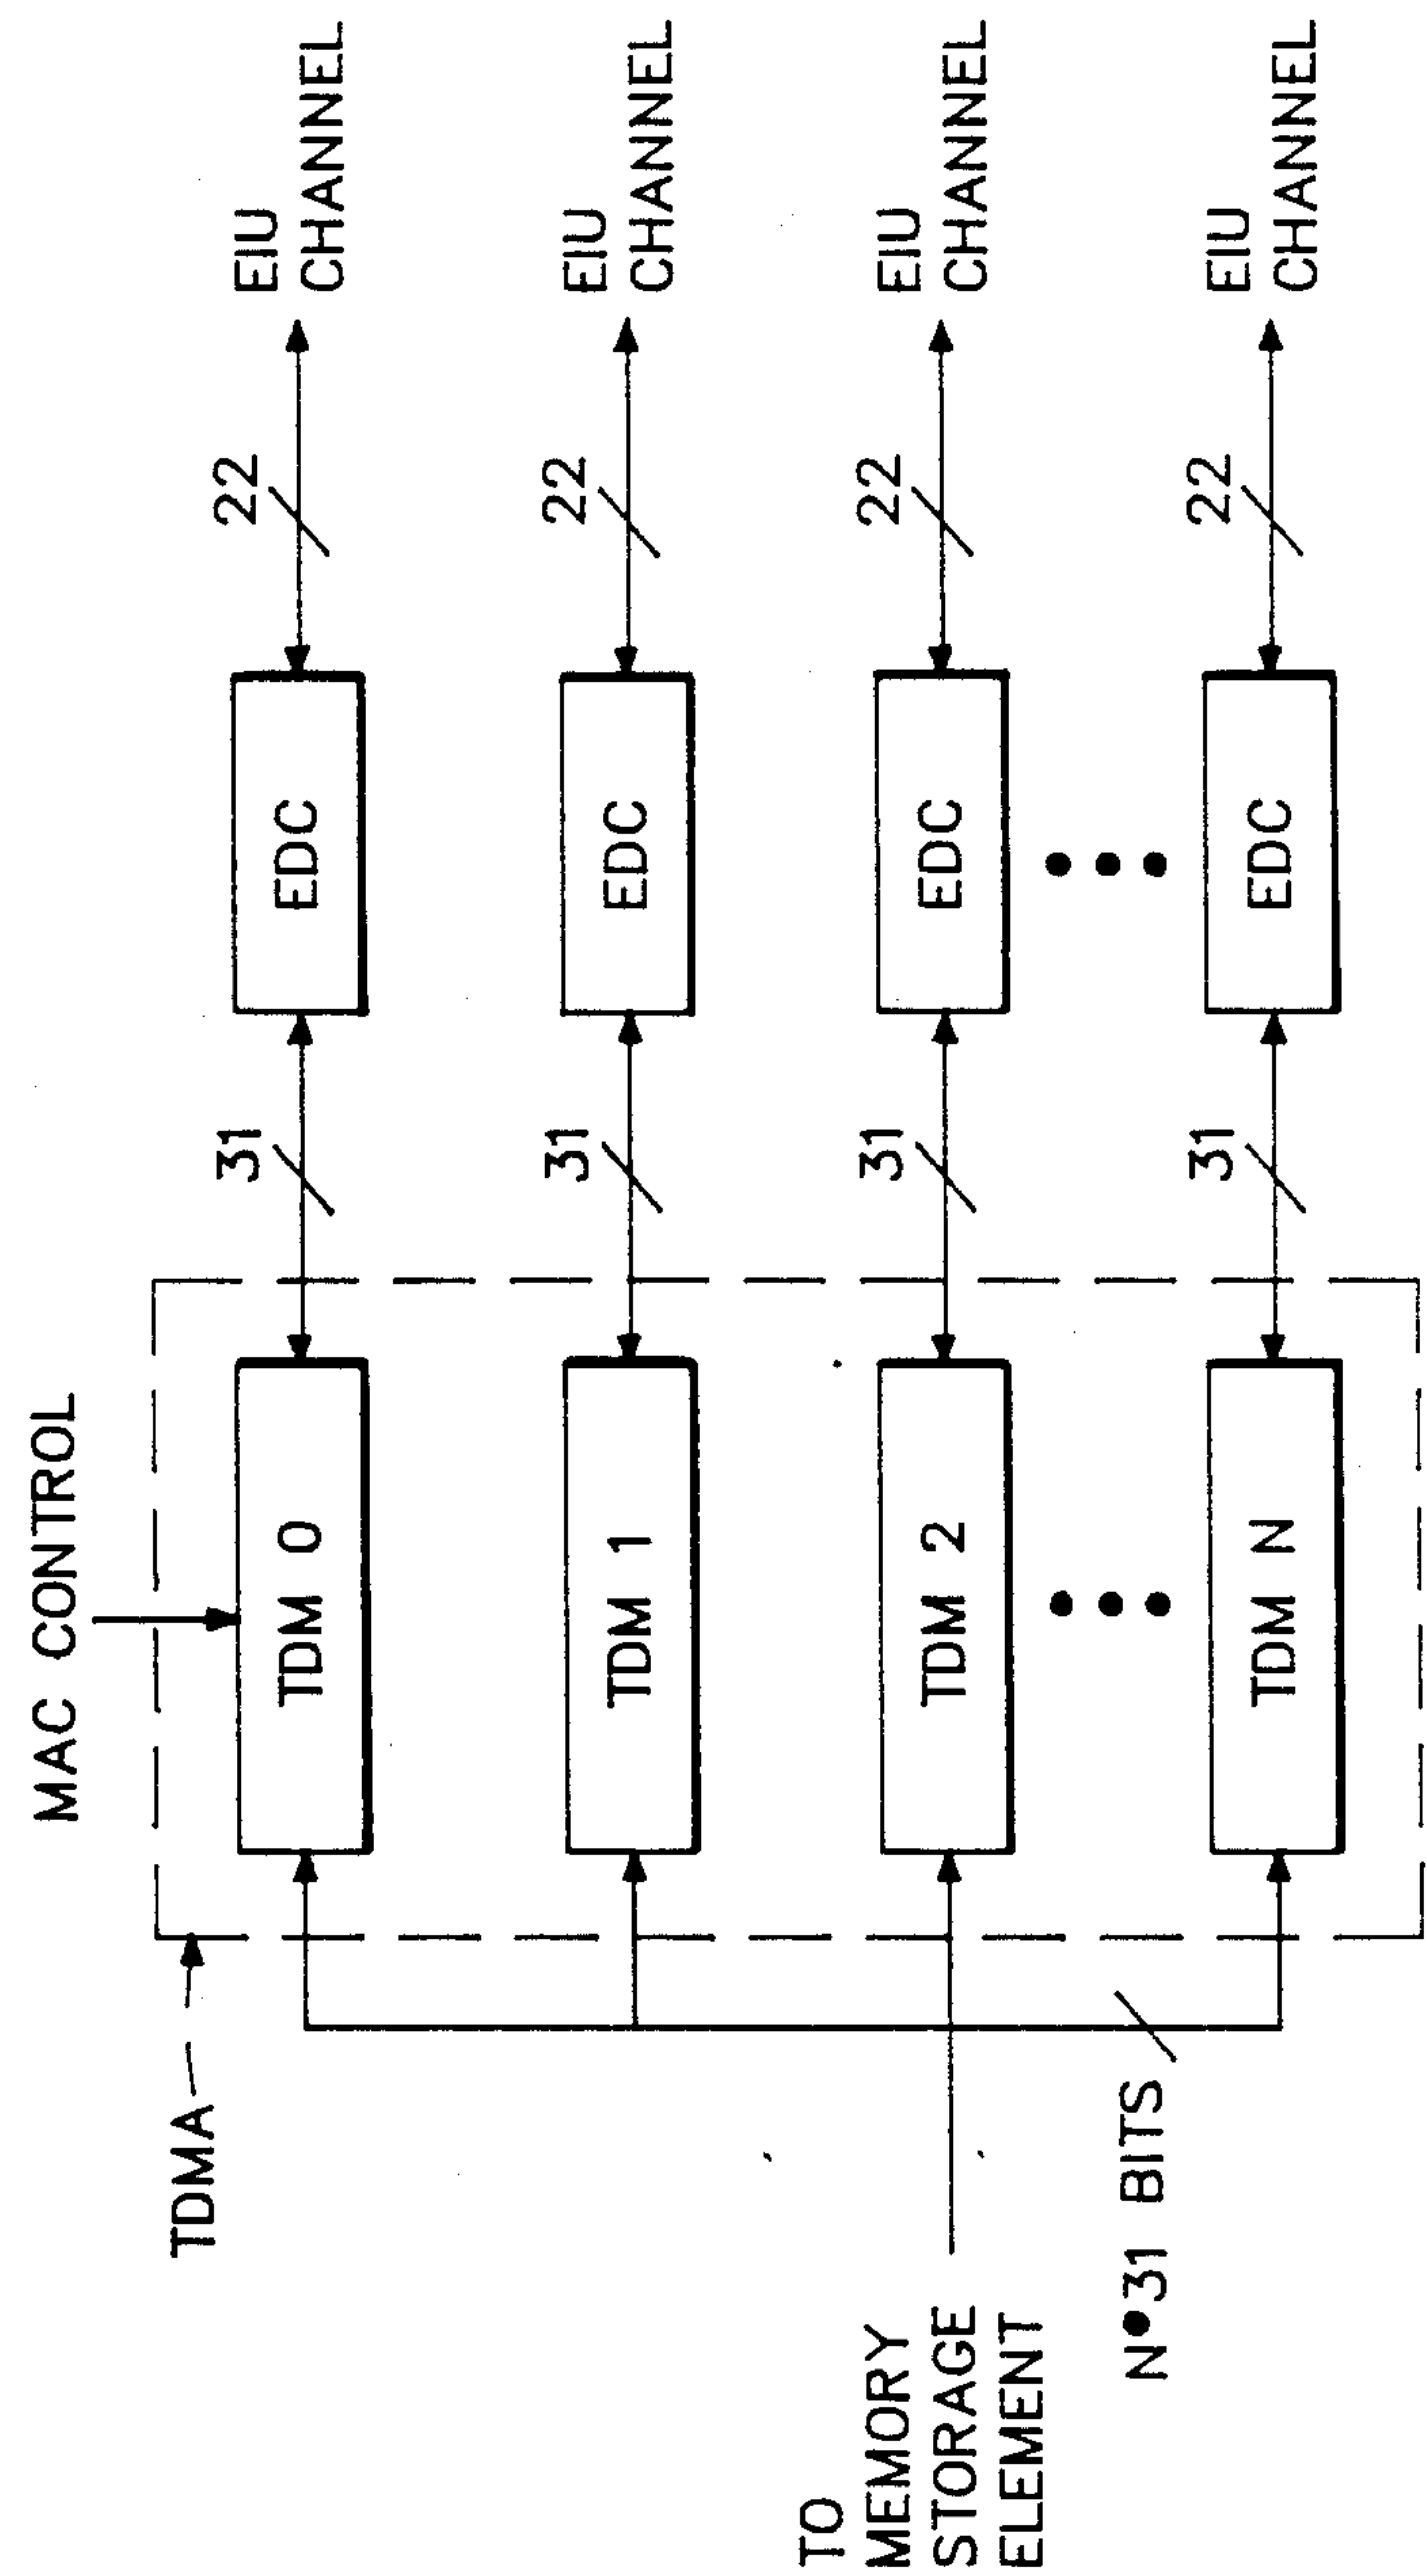 MAC CONTROL
TDMA
TDM 0
31
EDC
22
EIU
CHANNEL
TDM 1
31
EDC
22
EIU
CHANNEL
TO
MEMORY
STORAGE
ELEMENT
TDM 2
31
EDC
22
EIU
CHANNEL
N•31 BITS
TDM N
31
EDC
22
EIU
CHANNEL